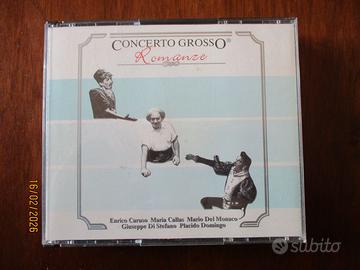 CONCERTO GROSSO®
Romanze
Enrico Caruso Maria Callas Mario Del Monaco
Giuseppe Di Stefano Placido Domingo
16/02/2026
subito